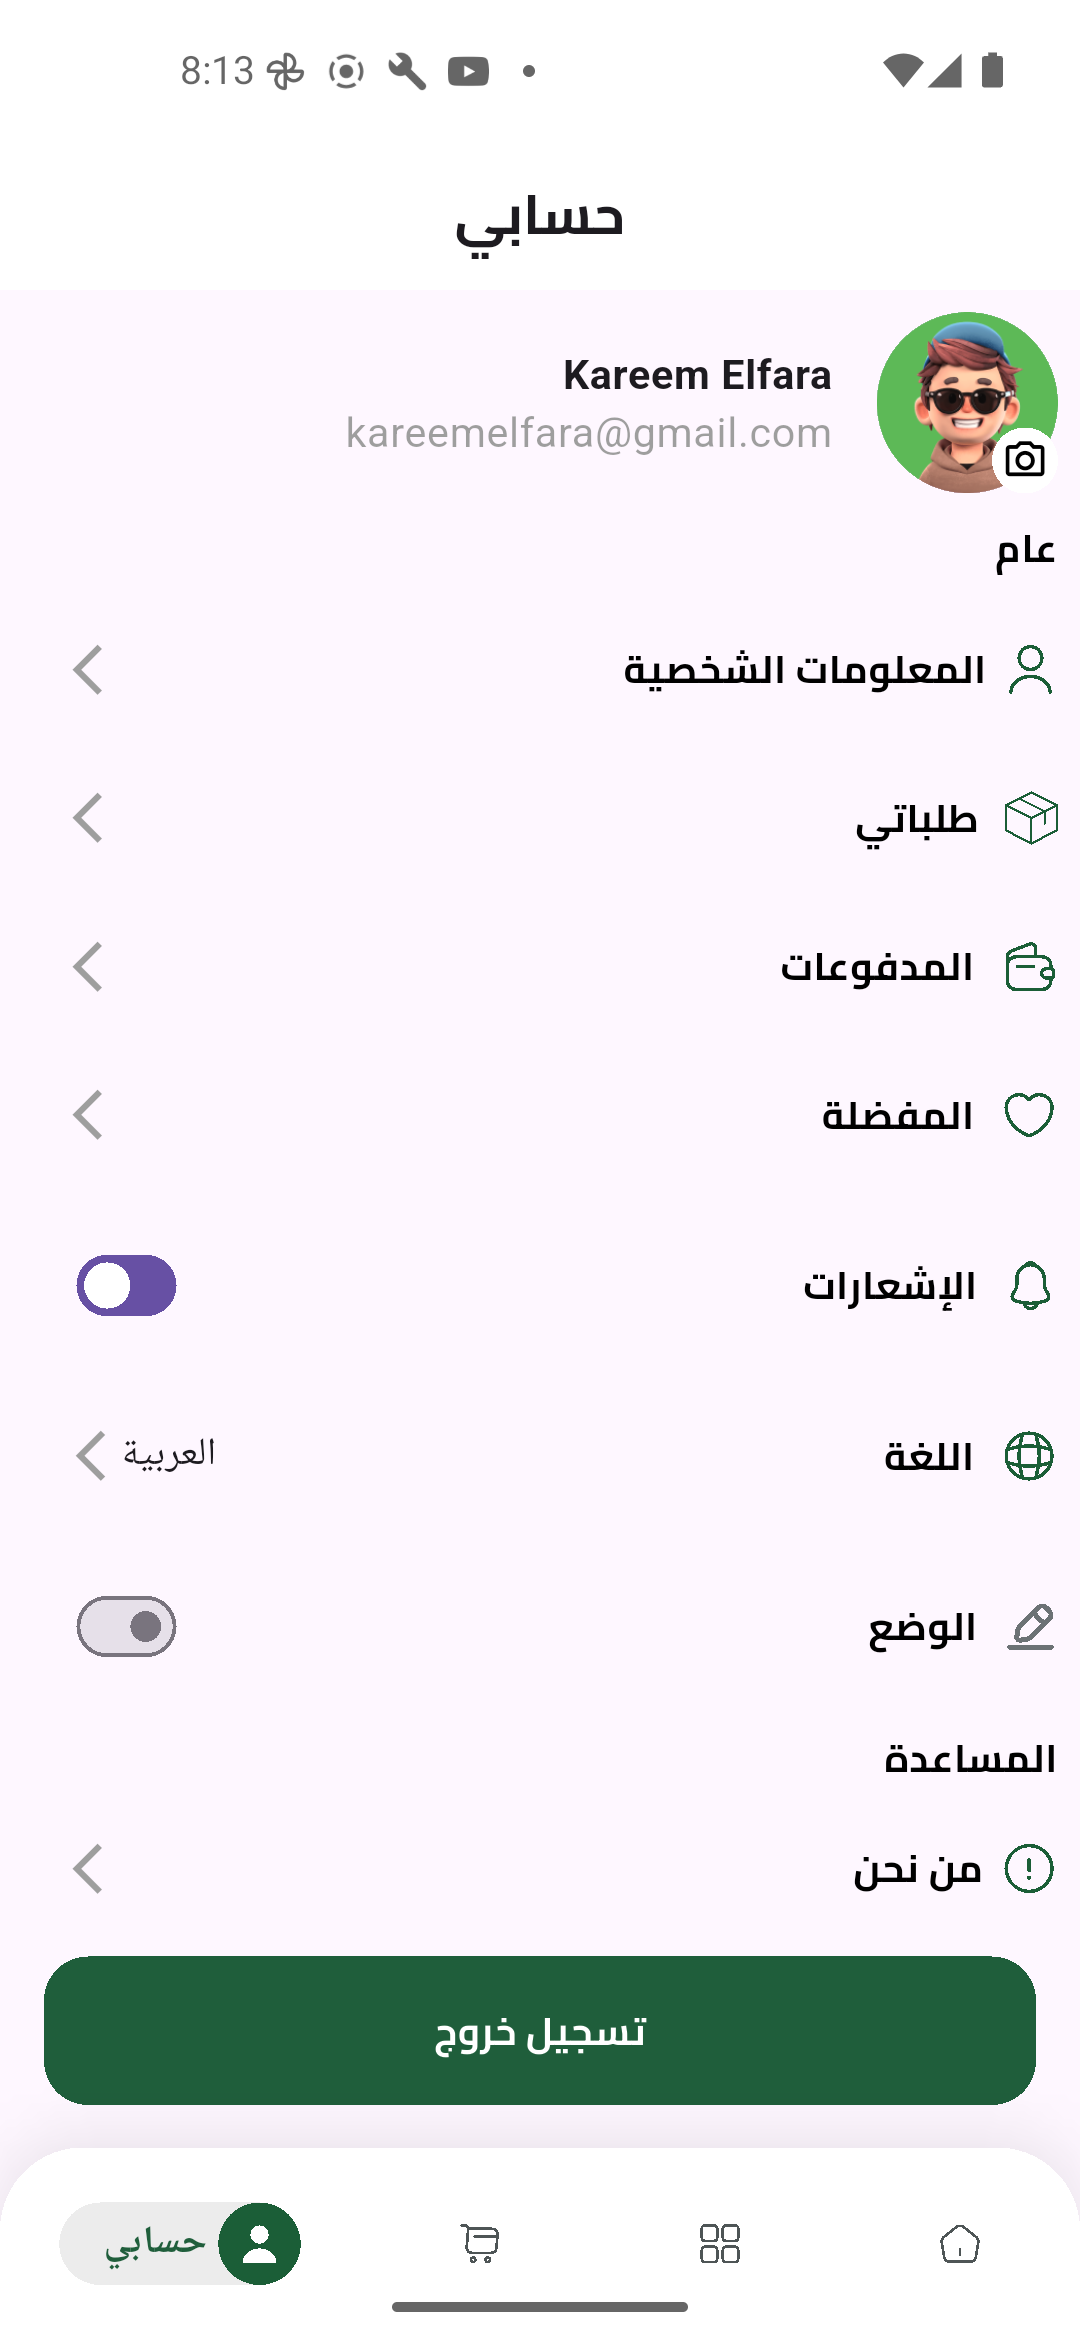 8:13
حسابي
Kareem Elfara
kareemelfara@gmail.com
عام
المعلومات الشخصية
طلباتي
المدفوعات
المفضلة
الإشعارات
اللغة العربية
الوضع
المساعدة
من نحن
تسجيل خروج
حسابي